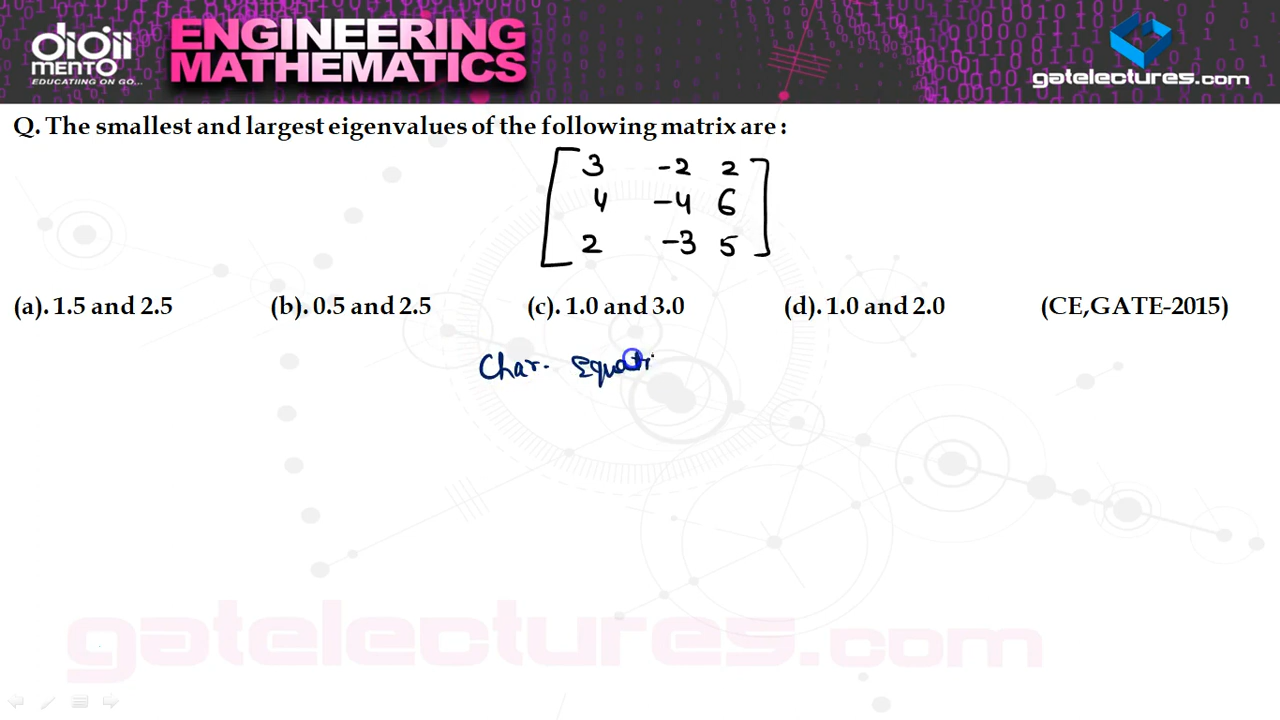 digii
MENTO
EDUCATIING ON GO...
ENGINEERING
MATHEMATICS
gatelectures.com
Q. The smallest and largest eigenvalues of the following matrix are :
3 -2 2
4 -4 6
2 -3 5
(a). 1.5 and 2.5 (b). 0.5 and 2.5 (c). 1.0 and 3.0 (d). 1.0 and 2.0 (CE,GATE-2015)
Char. Equati
gatelectures.com